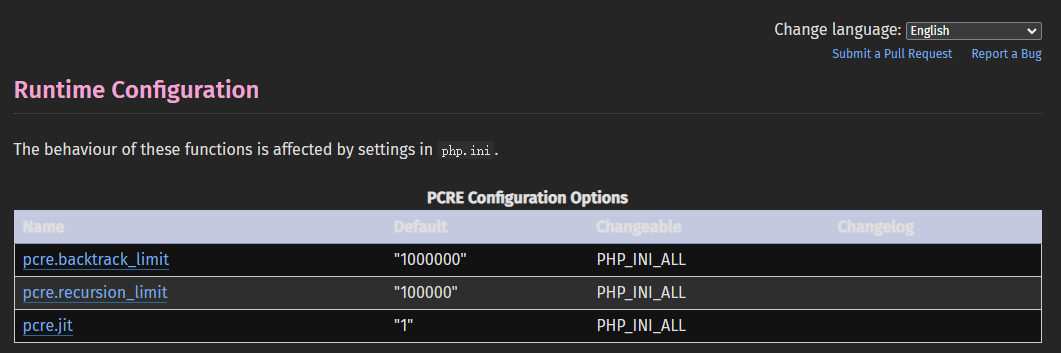 Change language: English
Submit a Pull Request Report a Bug
Runtime Configuration
The behaviour of these functions is affected by settings in php.ini.
PCRE Configuration Options
Name Default Changeable Changelog
pcre.backtrack_limit "1000000" PHP_INI_ALL
pcre.recursion_limit "100000" PHP_INI_ALL
pcre.jit "1" PHP_INI_ALL